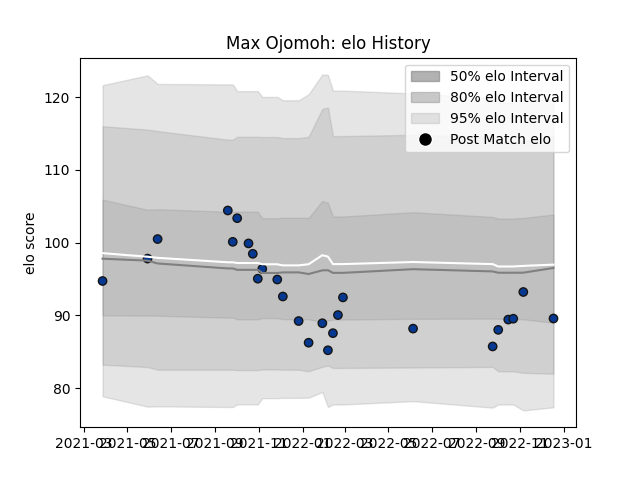 Max Ojomoh: elo History
50% elo Interval
80% elo Interval
95% elo Interval
Post Match elo
elo score
120
110
100
90
80
2021-03 2021-05 2021-07 2021-09 2021-11 2022-01 2022-03 2022-05 2022-07 2022-09 2022-11 2023-01